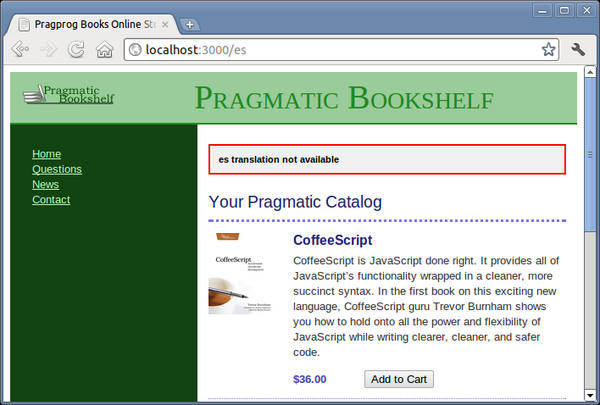 Pragprog Books Online St
localhost:3000/es
Pragmatic
Bookshelf
PRAGMATIC BOOKSHELF
Home
Questions
News
Contact
es translation not available
Your Pragmatic Catalog
CoffeeScript
CoffeeScript
CoffeeScript is JavaScript done right. It provides all of
JavaScript's functionality wrapped in a cleaner, more
succinct syntax. In the first book on this exciting new
language, CoffeeScript guru Trevor Burnham shows
you how to hold onto all the power and flexibility of
JavaScript while writing clearer, cleaner, and safer
code.
Trevor Burnham
$36.00
Add to Cart